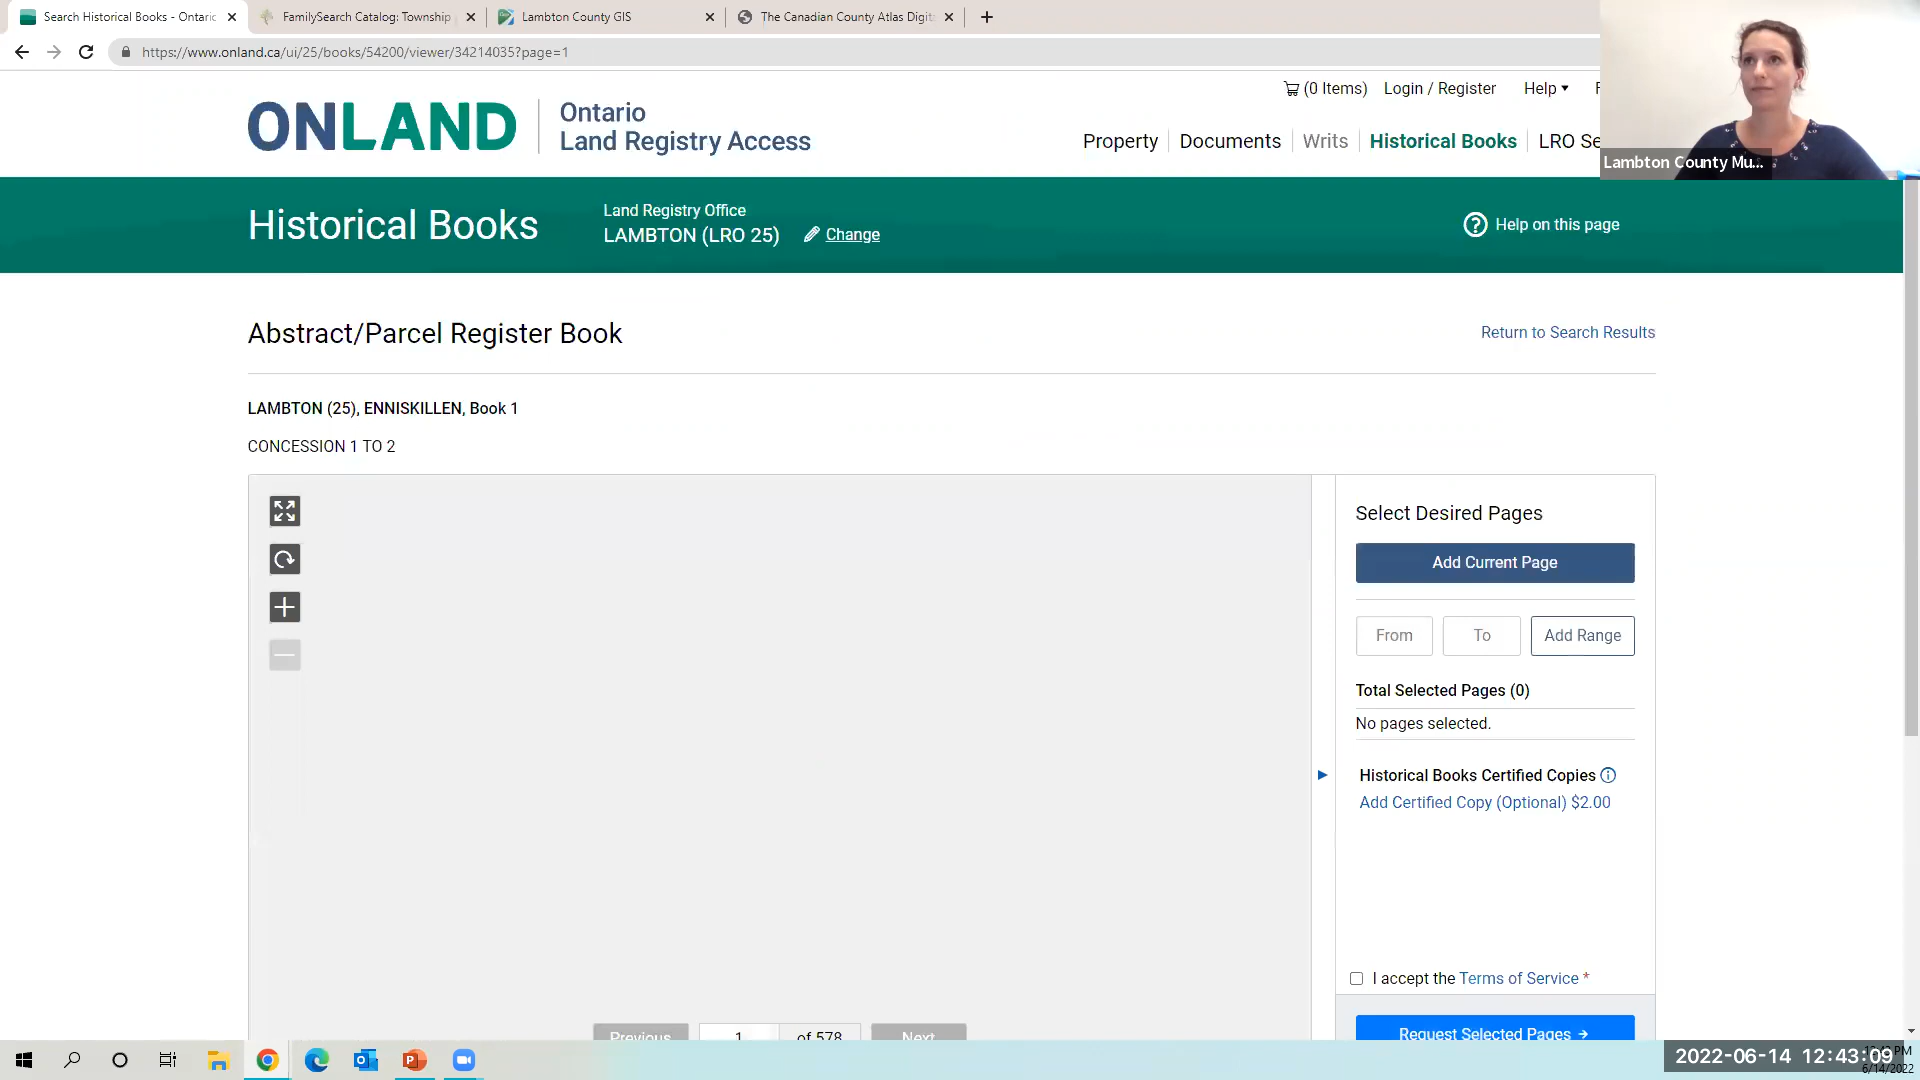 Search Historical Books - Ontario
FamilySearch Catalog: Township
Lambton County GIS
The Canadian County Atlas Digit
https://www.onland.ca/ui/25/books/54200/viewer/34214035?page=1
(0 Items)
Login / Register
Help
ONLAND
Ontario
Land Registry Access
Property
Documents
Writs
Historical Books
LRO Se
Lambton County Mu...
Historical Books
Land Registry Office
LAMBTON (LRO 25)
Change
Help on this page
Abstract/Parcel Register Book
Return to Search Results
LAMBTON (25), ENNISKILLEN, Book 1
CONCESSION 1 TO 2
Select Desired Pages
Add Current Page
From
To
Add Range
Total Selected Pages (0)
No pages selected.
Historical Books Certified Copies
Add Certified Copy (Optional) $2.00
I accept the Terms of Service *
Previous
1
of 578
Next
Request Selected Pages
2022-06-14 12:43:09
PM
6/14/2022